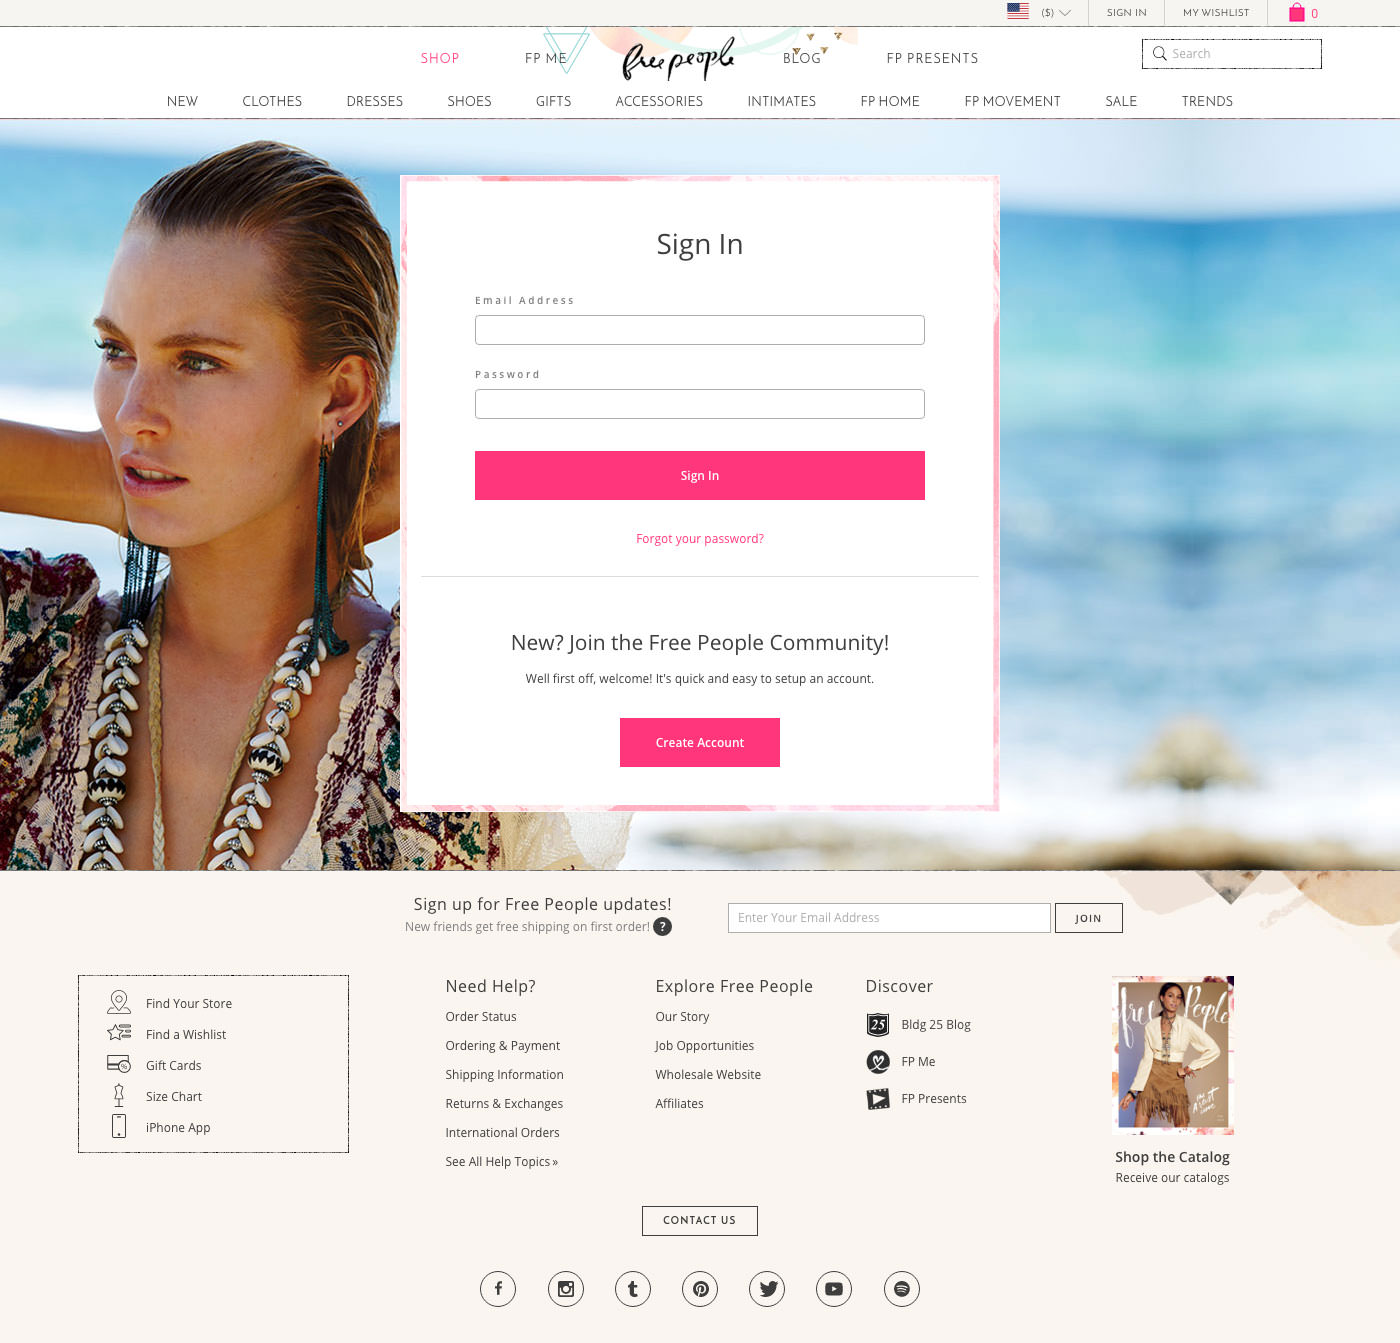 ($)
SIGN IN
MY WISHLIST
0
SHOP
FP ME
free people
BLOG
FP PRESENTS
Search
NEW
CLOTHES
DRESSES
SHOES
GIFTS
ACCESSORIES
INTIMATES
FP HOME
FP MOVEMENT
SALE
TRENDS
Sign In
Email Address
Password
Sign In
Forgot your password?
New? Join the Free People Community!
Well first off, welcome! It's quick and easy to setup an account.
Create Account
Sign up for Free People updates!
New friends get free shipping on first order! ?
Enter Your Email Address
JOIN
Find Your Store
Find a Wishlist
Gift Cards
% 
Size Chart
iPhone App
Need Help?
Order Status
Ordering & Payment
Shipping Information
Returns & Exchanges
International Orders
See All Help Topics »
Explore Free People
Our Story
Job Opportunities
Wholesale Website
Affiliates
Discover
25
Bldg 25 Blog
FP Me
FP Presents
free People
Shop the Catalog
Receive our catalogs
CONTACT US